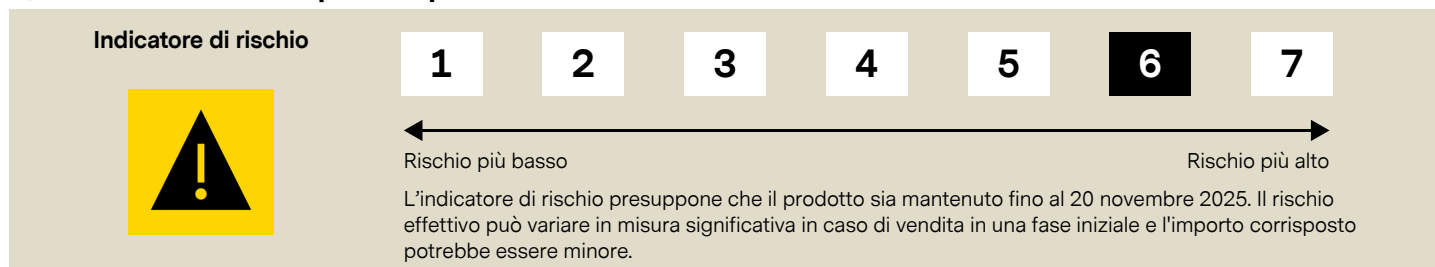 Indicatore di rischio
1 2 3 4 5 6 7
Rischio più basso Rischio più alto
L'indicatore di rischio presuppone che il prodotto sia mantenuto fino al 20 novembre 2025. Il rischio
effettivo può variare in misura significativa in caso di vendita in una fase iniziale e l'importo corrisposto
potrebbe essere minore.